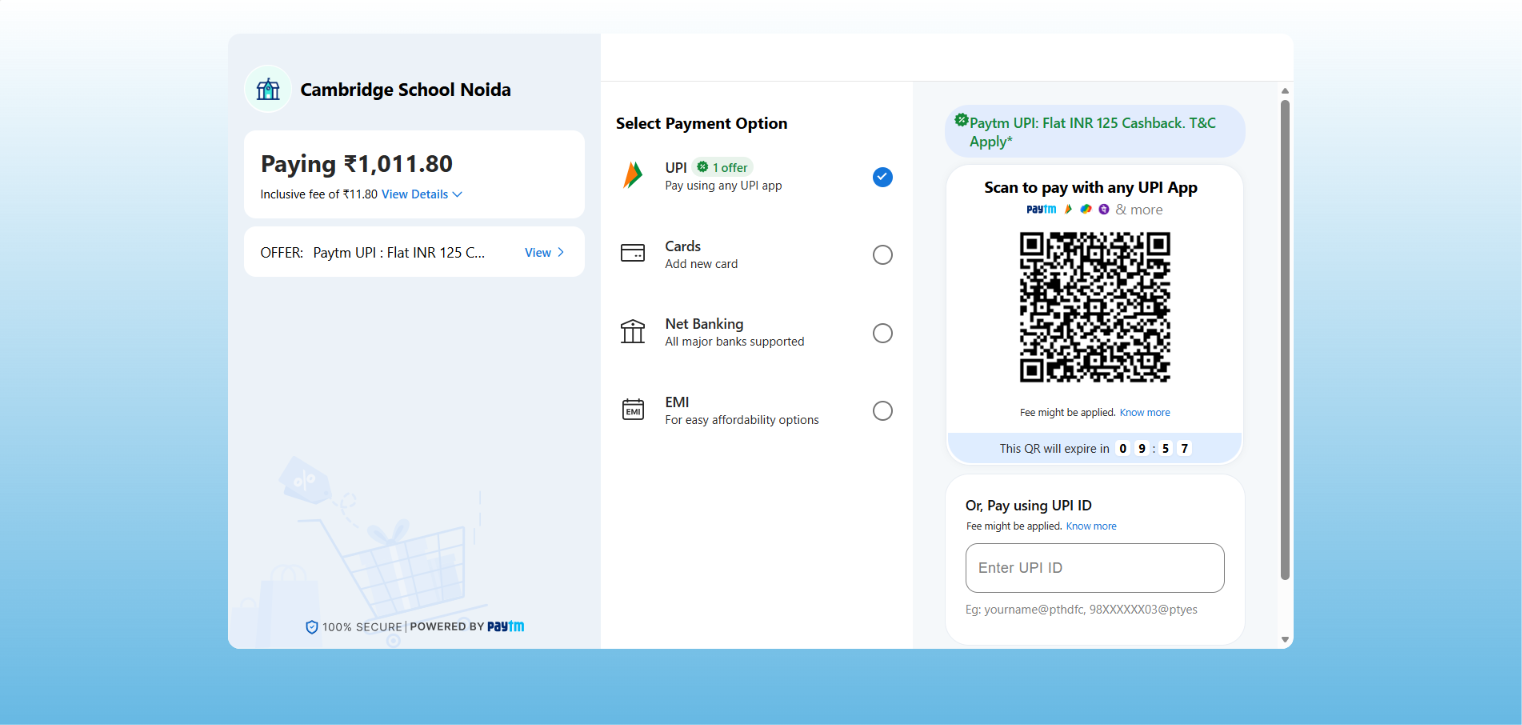 Cambridge School Noida
Paying ₹1,011.80
Inclusive fee of ₹11.80 View Details
OFFER: Paytm UPI : Flat INR 125 C... View
%
100% SECURE | POWERED BY paytm
Select Payment Option
UPI 1 offer
Pay using any UPI app
Cards
Add new card
Net Banking
All major banks supported
EMI
EMI
For easy affordability options
Paytm UPI: Flat INR 125 Cashback. T&C
Apply*
Scan to pay with any UPI App
paytm & more
Fee might be applied. Know more
This QR will expire in 0 9 : 5 7
Or, Pay using UPI ID
Fee might be applied. Know more
Enter UPI ID
Eg: yourname@pthdfc, 98XXXXXX03@ptyes